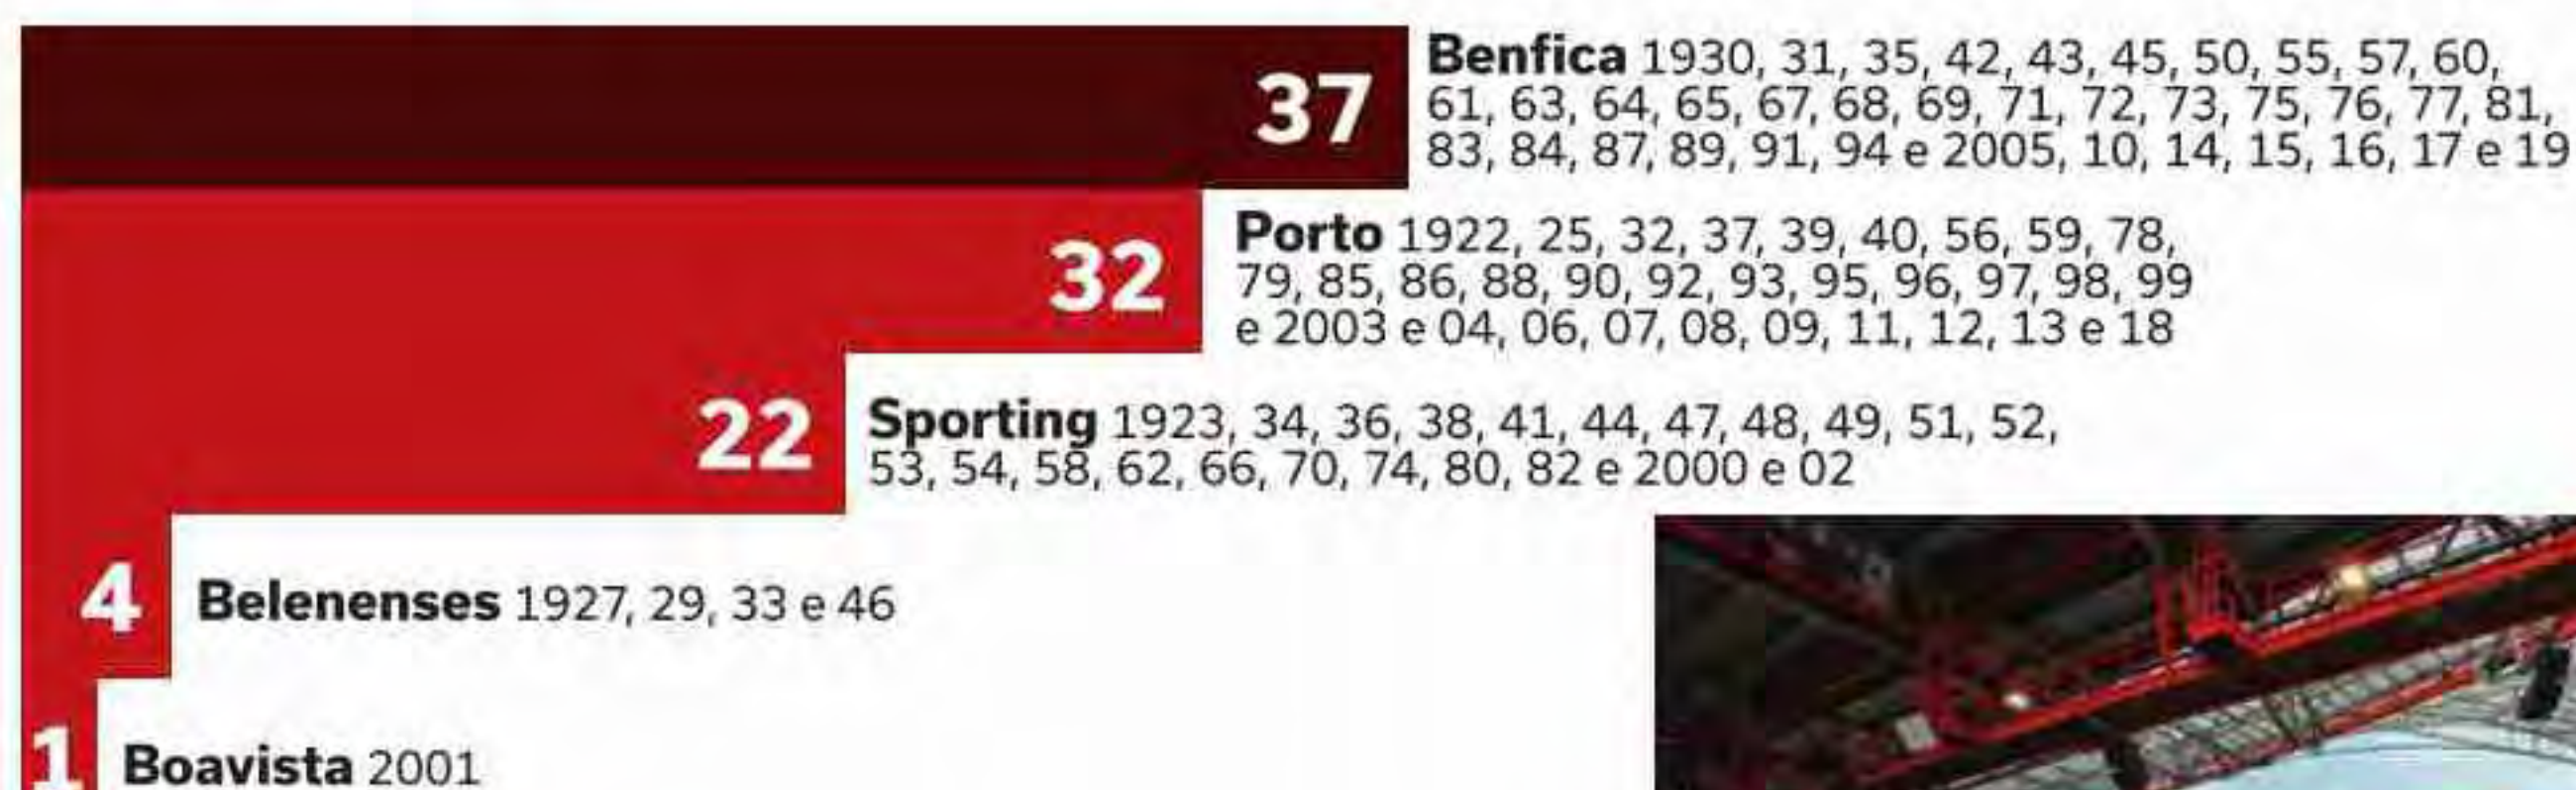 37
Benfica 1930, 31, 35, 42, 43, 45, 50, 55, 57, 60,
61, 63, 64, 65, 67, 68, 69, 71, 72, 73, 75, 76, 77, 81,
83, 84, 87, 89, 91, 94 e 2005, 10, 14, 15, 16, 17 e 19
32
Porto 1922, 25, 32, 37, 39, 40, 56, 59, 78,
79, 85, 86, 88, 90, 92, 93, 95, 96, 97, 98, 99
e 2003 e 04, 06, 07, 08, 09, 11, 12, 13 e 18
22
Sporting 1923, 34, 36, 38, 41, 44, 47, 48, 49, 51, 52,
53, 54, 58, 62, 66, 70, 74, 80, 82 e 2000 e 02
4
Belenenses 1927, 29, 33 e 46
1
Boavista 2001